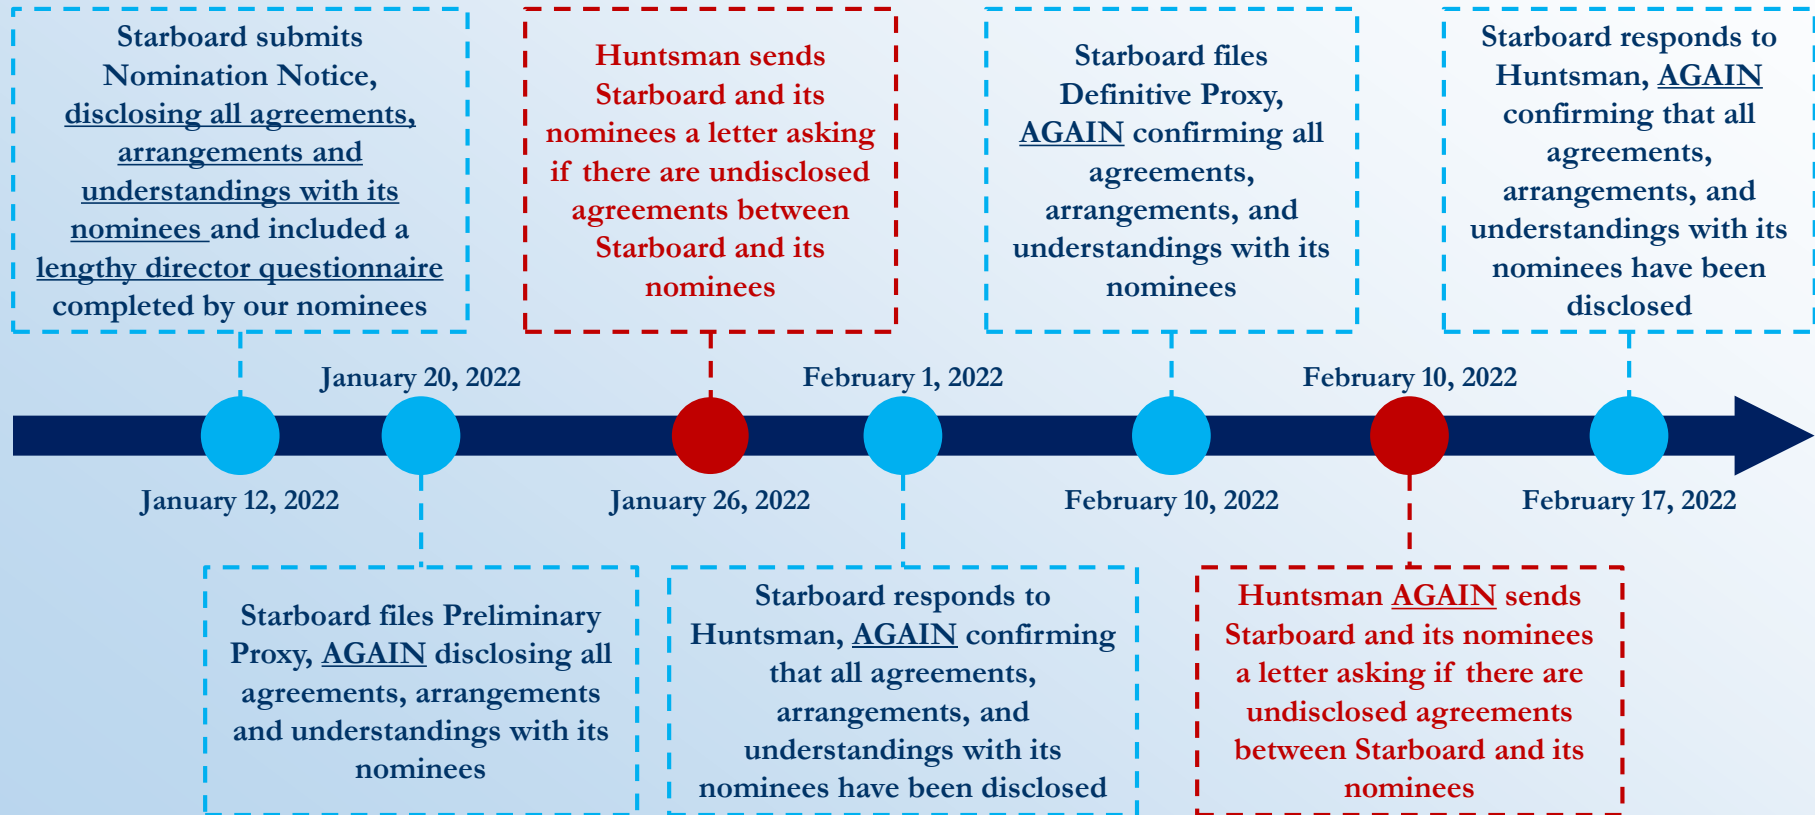 Starboard submits
Nomination Notice,
disclosing all agreements,
arrangements and
understandings with its
nominees and included a
lengthy director questionnaire
completed by our nominees
Huntsman sends
Starboard and its
nominees a letter asking
if there are undisclosed
agreements between
Starboard and its
nominees
Starboard files
Definitive Proxy,
AGAIN confirming all
agreements,
arrangements, and
understandings with its
nominees
Starboard responds to
Huntsman, AGAIN
confirming that all
agreements,
arrangements, and
understandings with its
nominees have been
disclosed
January 20, 2022
February 1, 2022
February 10, 2022
January 12, 2022
January 26, 2022
February 10, 2022
February 17, 2022
Starboard files Preliminary
Proxy, AGAIN disclosing all
agreements, arrangements
and understandings with its
nominees
Starboard responds to
Huntsman, AGAIN confirming
that all agreements,
arrangements, and
understandings with its
nominees have been disclosed
Huntsman AGAIN sends
Starboard and its nominees
a letter asking if there are
undisclosed agreements
between Starboard and its
nominees